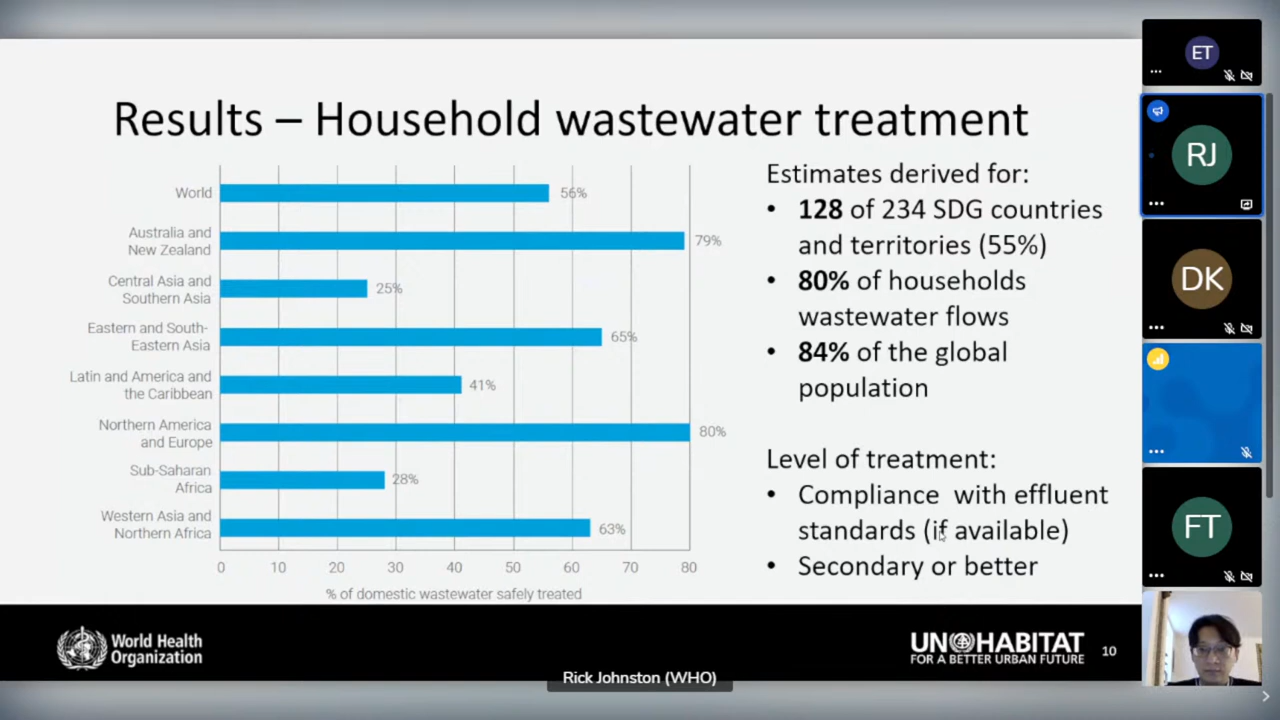 Results – Household wastewater treatment
World
56%
Australia and
New Zealand
79%
Central Asia and
Southern Asia
25%
Eastern and South-
Eastern Asia
65%
Latin and America and
the Caribbean
41%
Northern America
and Europe
80%
Sub-Saharan
Africa
28%
Western Asia and
Northern Africa
63%
0 10 20 30 40 50 60 70 80
% of domestic wastewater safely treated
Estimates derived for:
• 128 of 234 SDG countries
and territories (55%)
• 80% of households
wastewater flows
• 84% of the global
population
Level of treatment:
• Compliance with effluent
standards (if available)
• Secondary or better
World Health
Organization
UN HABITAT
FOR A BETTER URBAN FUTURE
10
Rick Johnston (WHO)
ET
RJ
DK
FT